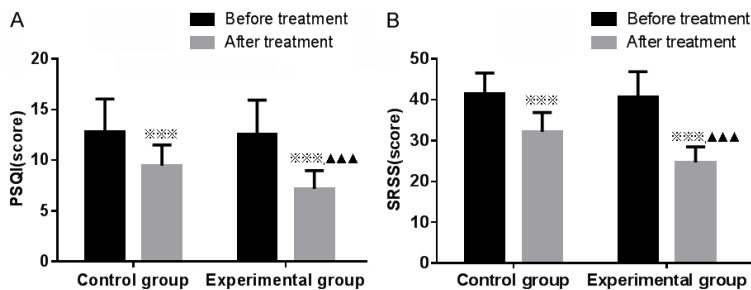 A
Before treatment
After treatment
PSQI(score)
20
15
10
5
0
※※※
※※※,▲▲▲
Control group
Experimental group
B
Before treatment
After treatment
SRSS(score)
50
40
30
20
10
0
※※※
※※※,▲▲▲
Control group
Experimental group